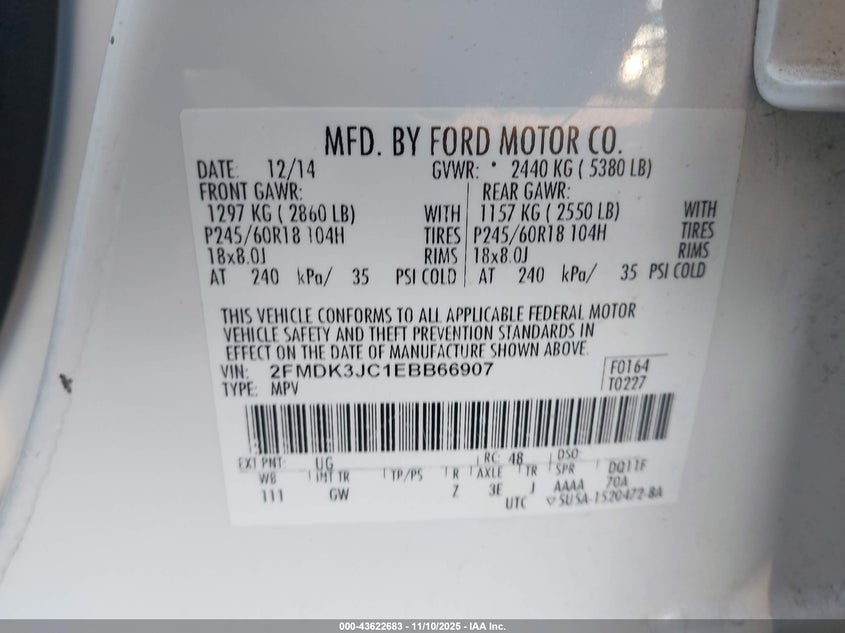 MFD. BY FORD MOTOR CO.
DATE: 12/14 GVWR: * 2440 KG ( 5380 LB)
FRONT GAWR: REAR GAWR:
1297 KG ( 2860 LB) WITH 1157 KG ( 2550 LB) WITH
P245/60R18 104H TIRES P245/60R18 104H TIRES
18x8.0J RIMS 18x8.0J RIMS
AT 240 kPa/ 35 PSI COLD AT 240 kPa/ 35 PSI COLD
THIS VEHICLE CONFORMS TO ALL APPLICABLE FEDERAL MOTOR
VEHICLE SAFETY AND THEFT PREVENTION STANDARDS IN
EFFECT ON THE DATE OF MANUFACTURE SHOWN ABOVE.
VIN: 2FMDK3JC1EBB66907 F0164
TYPE: MPV T0227
EXT PNT: UG RC: 48 DSO:
WB INT TR TP/PS R AXLE TR SPR DQ11F
111 GW Z 3E J AAAA 70A
UTC ▽5USA-1520472-BA
000-43622683 - 11/10/2025 - IAA Inc.